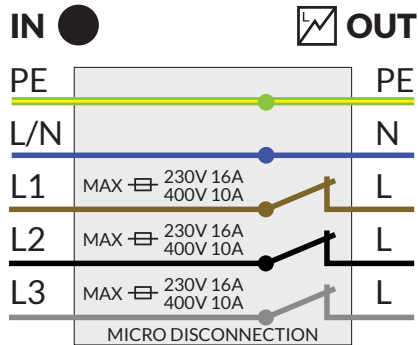 IN OUT
L
PE PE
L/N N
L1 MAX 230V 16A L
400V 10A
L2 MAX 230V 16A L
400V 10A
L3 MAX 230V 16A L
400V 10A
MICRO DISCONNECTION